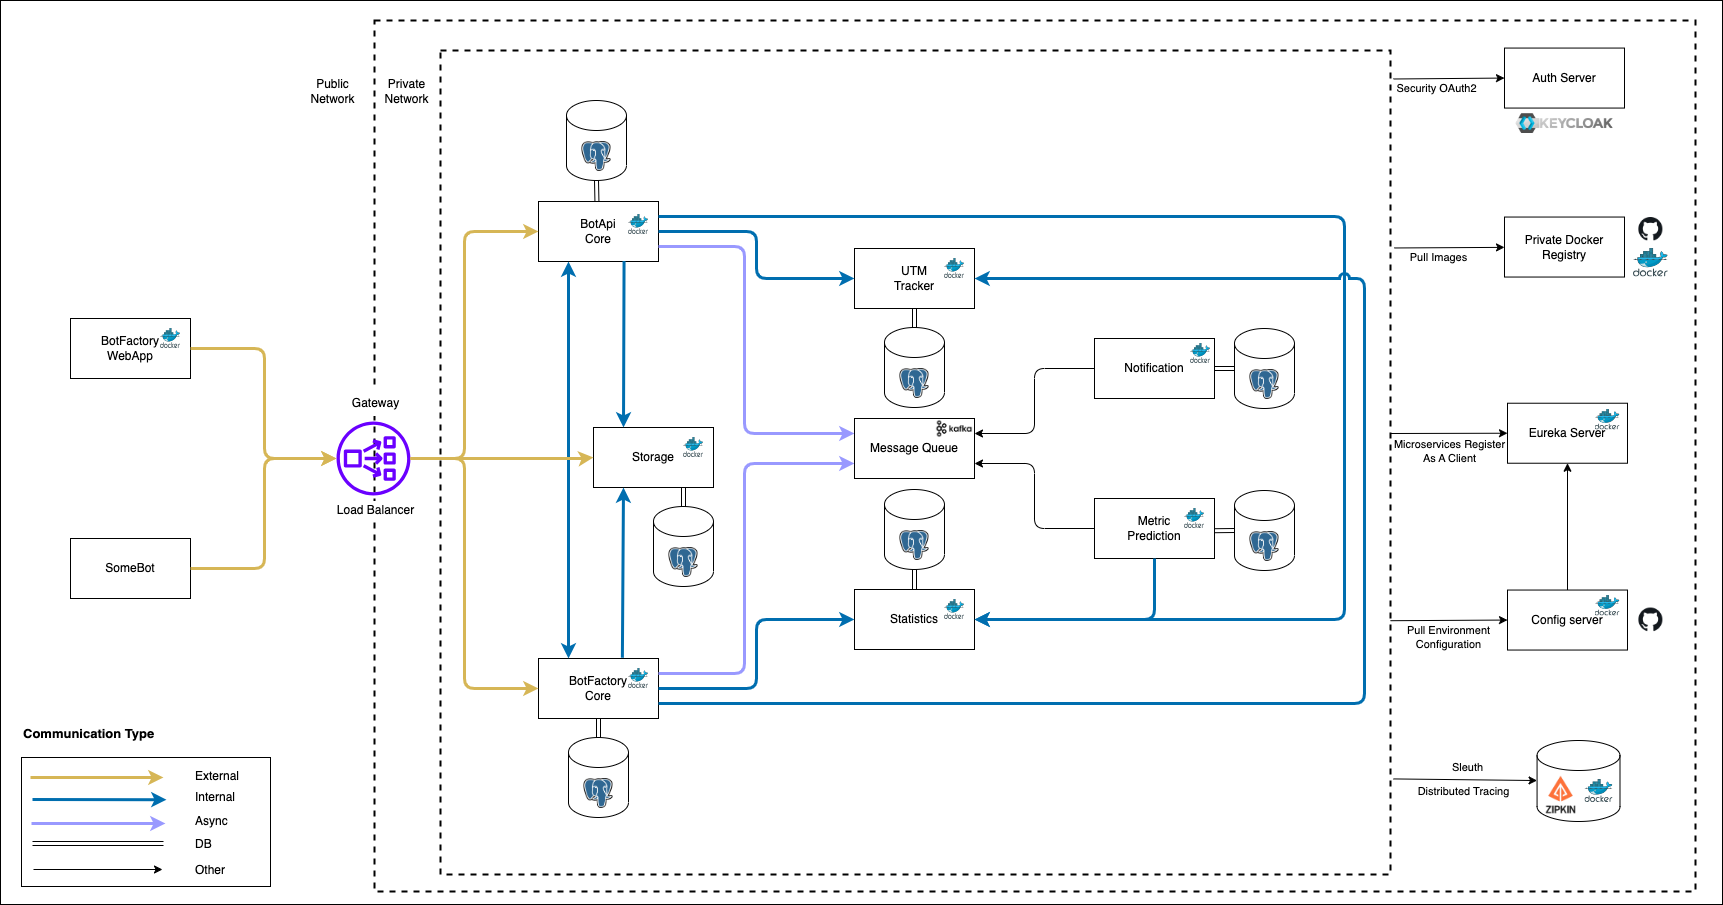 Public
Network
Private
Network
Security OAuth2
Auth Server
KEYCLOAK
BotApi
Core
docker
UTM
Tracker
docker
Pull Images
Private Docker
Registry
docker
BotFactory
WebApp
docker
Notification
docker
Gateway
Load Balancer
Storage
docker
kafka
Message Queue
Microservices Register
As A Client
Eureka Server
docker
Metric
Prediction
docker
SomeBot
Statistics
docker
Pull Environment
Configuration
Config server
docker
BotFactory
Core
docker
Sleuth
Distributed Tracing
ZIPKIN
docker
Communication Type
External
Internal
Async
DB
Other